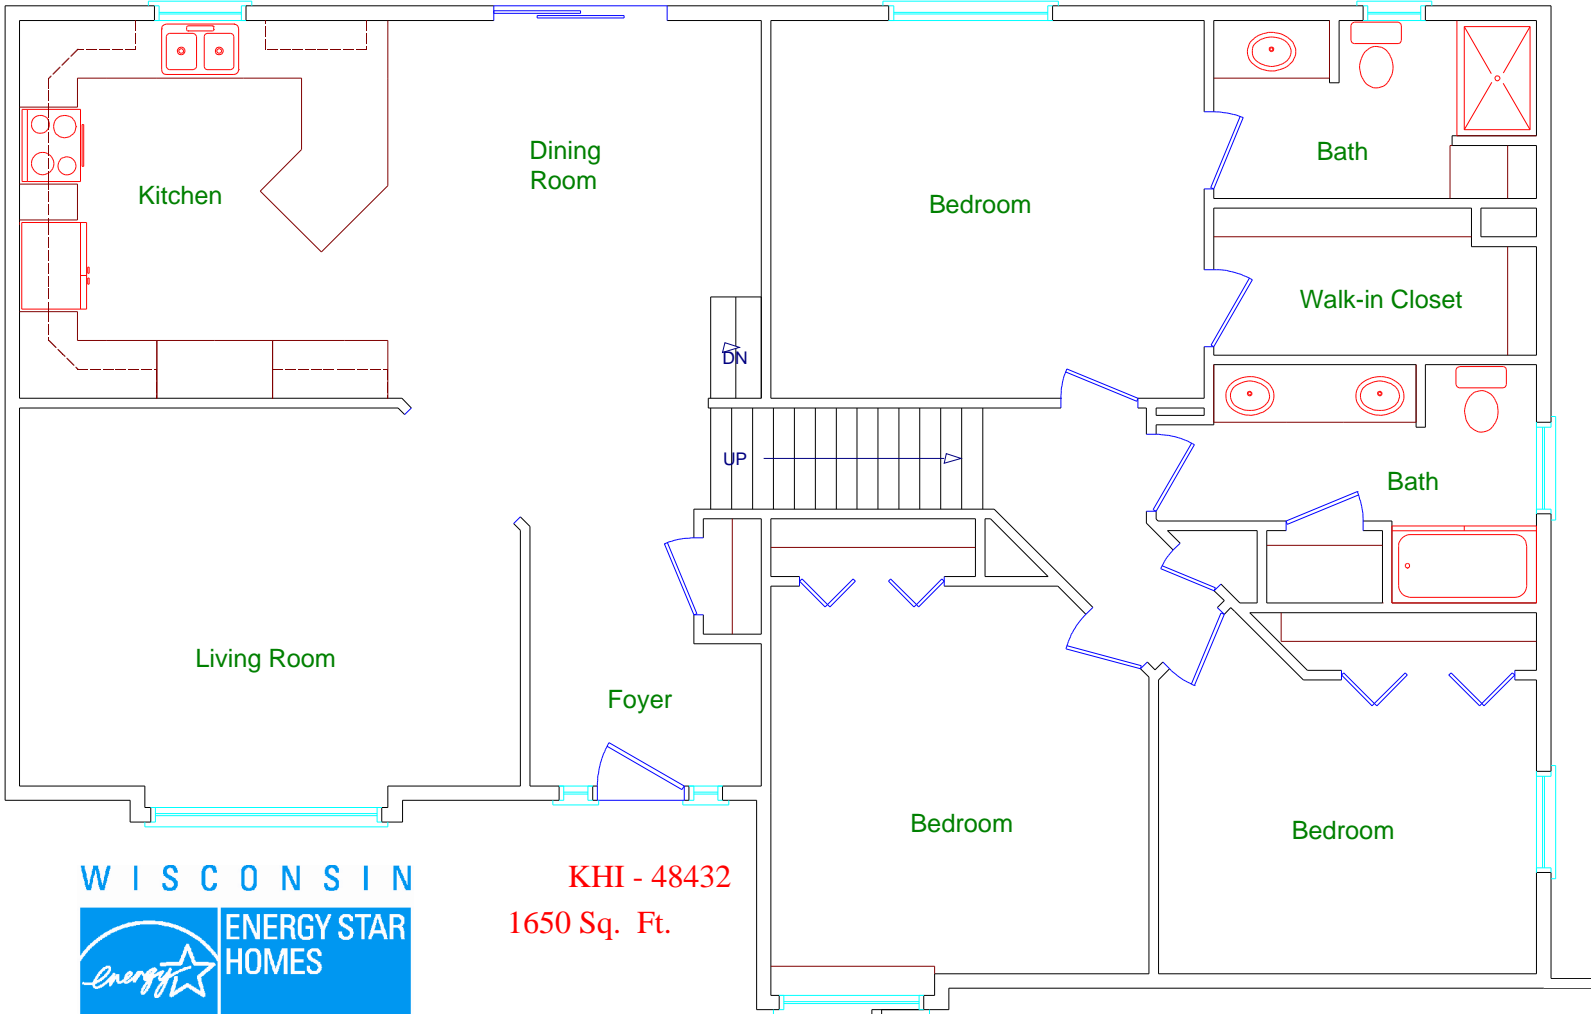 Dining
Room
Bath
Kitchen
Bedroom
Walk-in Closet
DN
UP
Bath
Living Room
Foyer
Bedroom
Bedroom
WISCONSIN
KHI - 48432
1650 Sq. Ft.
ENERGY STAR
HOMES
energy